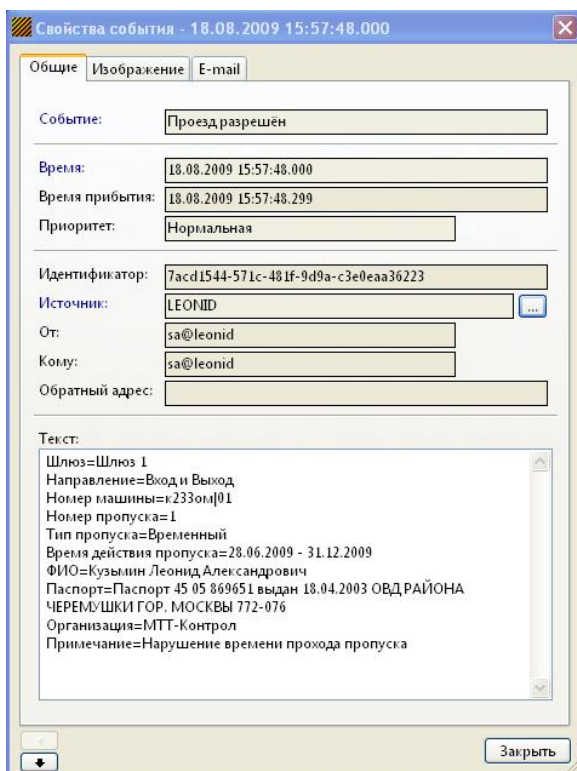 Свойства события - 18.08.2009 15:57:48.000
Общие Изображение E-mail
Событие: Проезд разрешён
Время: 18.08.2009 15:57:48.000
Время прибытия: 18.08.2009 15:57:48.299
Приоритет: Нормальная
Идентификатор: 7acd1544-571c-481f-9d9a-c3e0eaa36223
Источник: LEONID ...
От: sa@leonid
Кому: sa@leonid
Обратный адрес:
Текст:
Шлюз=Шлюз 1
Направление=Вход и Выход
Номер машины=к233ом|01
Номер пропуска=1
Тип пропуска=Временный
Время действия пропуска=28.06.2009 - 31.12.2009
ФИО=Кузьмин Леонид Александрович
Паспорт=Паспорт 45 05 869651 выдан 18.04.2003 ОВД РАЙОНА
ЧЕРЕМУШКИ ГОР. МОСКВЫ 772-076
Организация=МТТ-Контрол
Примечание=Нарушение времени прохода пропуска
Закрыть